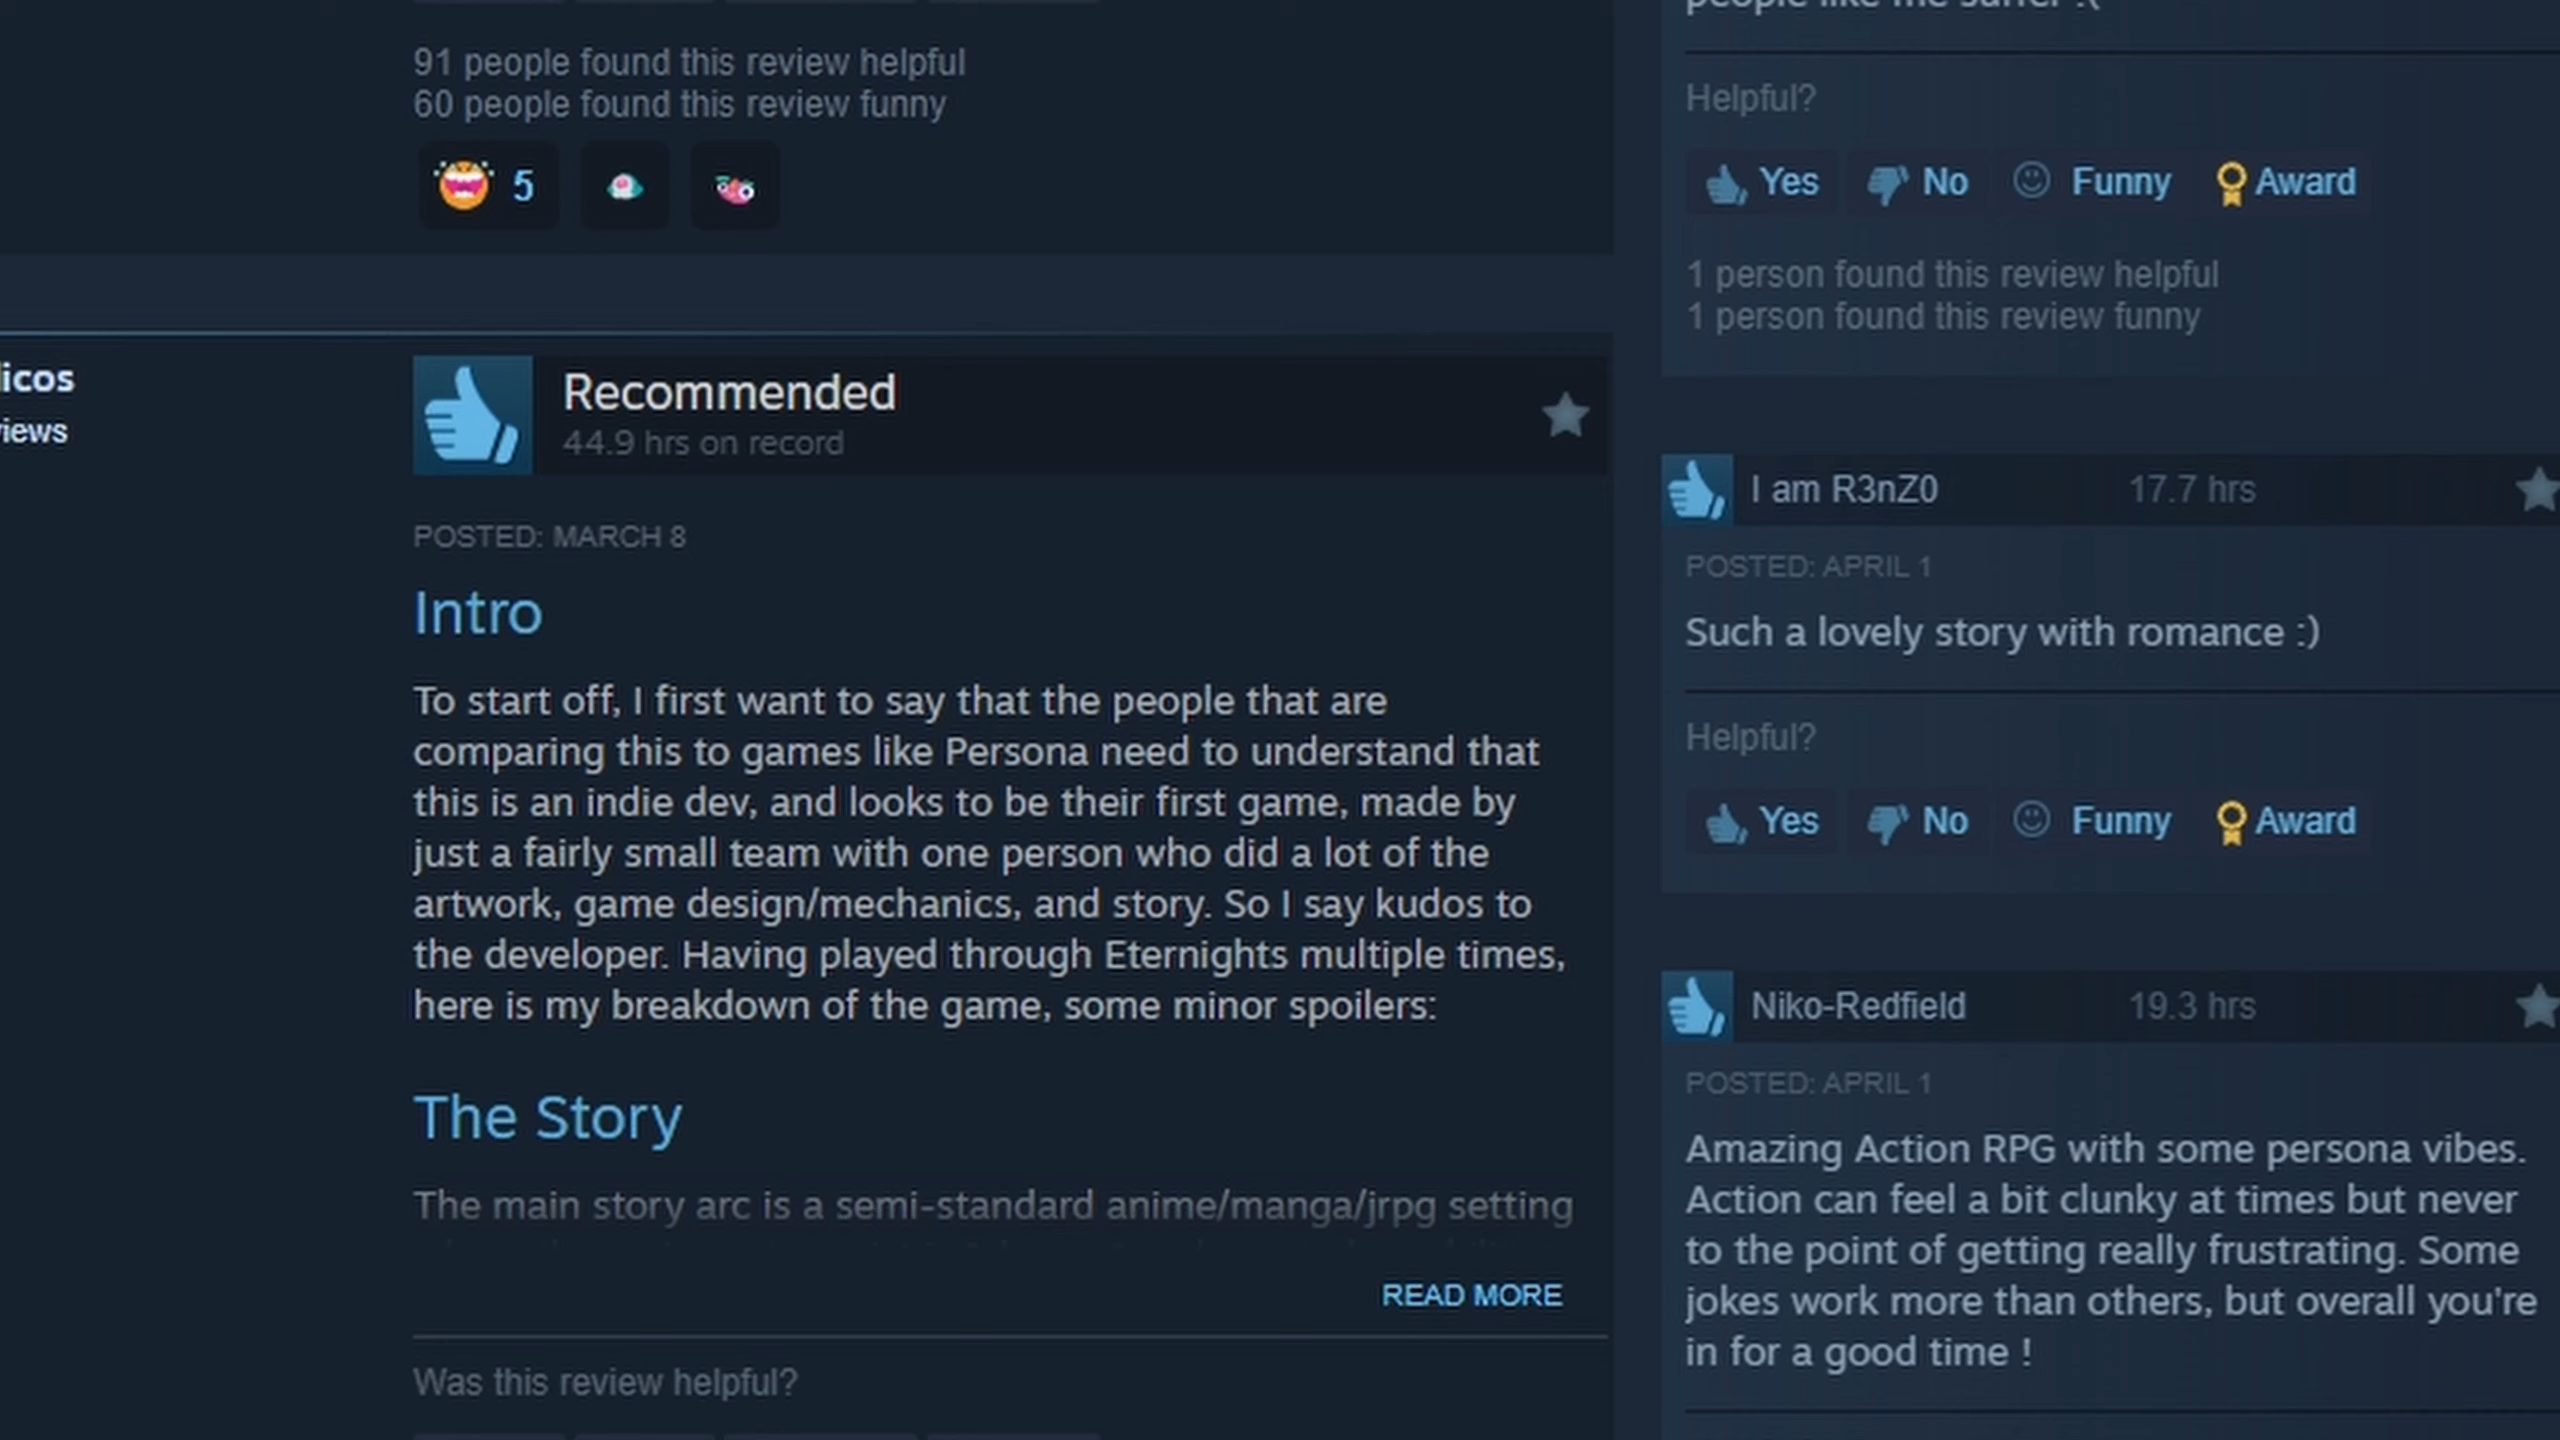 91 people found this review helpful
60 people found this review funny
5
icos
iews
Recommended
44.9 hrs on record
POSTED: MARCH 8
Intro
To start off, I first want to say that the people that are
comparing this to games like Persona need to understand that
this is an indie dev, and looks to be their first game, made by
just a fairly small team with one person who did a lot of the
artwork, game design/mechanics, and story. So I say kudos to
the developer. Having played through Eternights multiple times,
here is my breakdown of the game, some minor spoilers:
The Story
The main story arc is a semi-standard anime/manga/jrpg setting
READ MORE
Was this review helpful?
people like me suffer :(
Helpful?
Yes No Funny Award
1 person found this review helpful
1 person found this review funny
I am R3nZ0 17.7 hrs
POSTED: APRIL 1
Such a lovely story with romance :)
Helpful?
Yes No Funny Award
Niko-Redfield 19.3 hrs
POSTED: APRIL 1
Amazing Action RPG with some persona vibes.
Action can feel a bit clunky at times but never
to the point of getting really frustrating. Some
jokes work more than others, but overall you're
in for a good time !